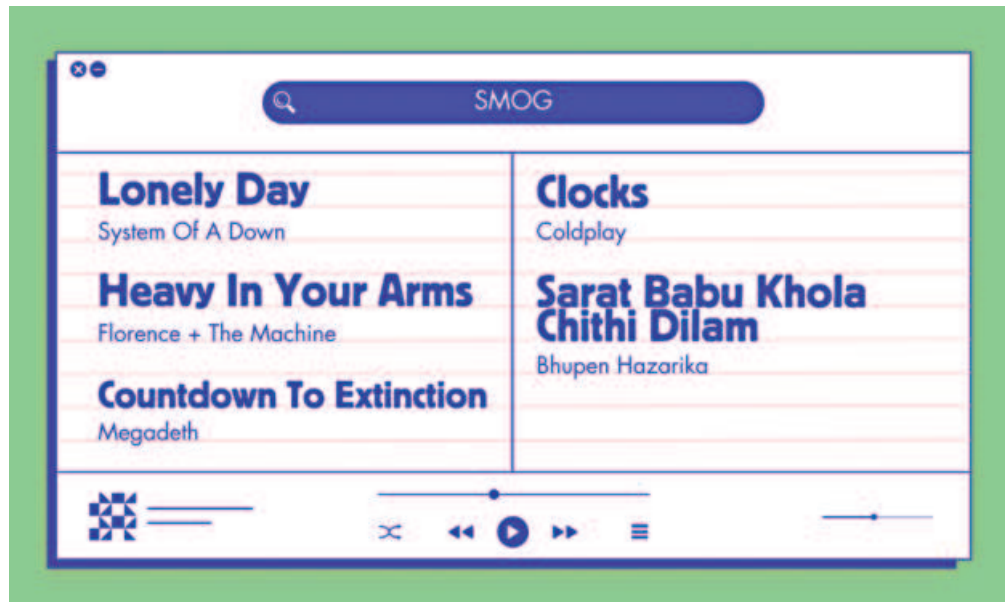 SMOG
Lonely Day
System Of A Down
Heavy In Your Arms
Florence + The Machine
Countdown To Extinction
Megadeth
Clocks
Coldplay
Sarat Babu Khola
Chithi Dilam
Bhupen Hazarika